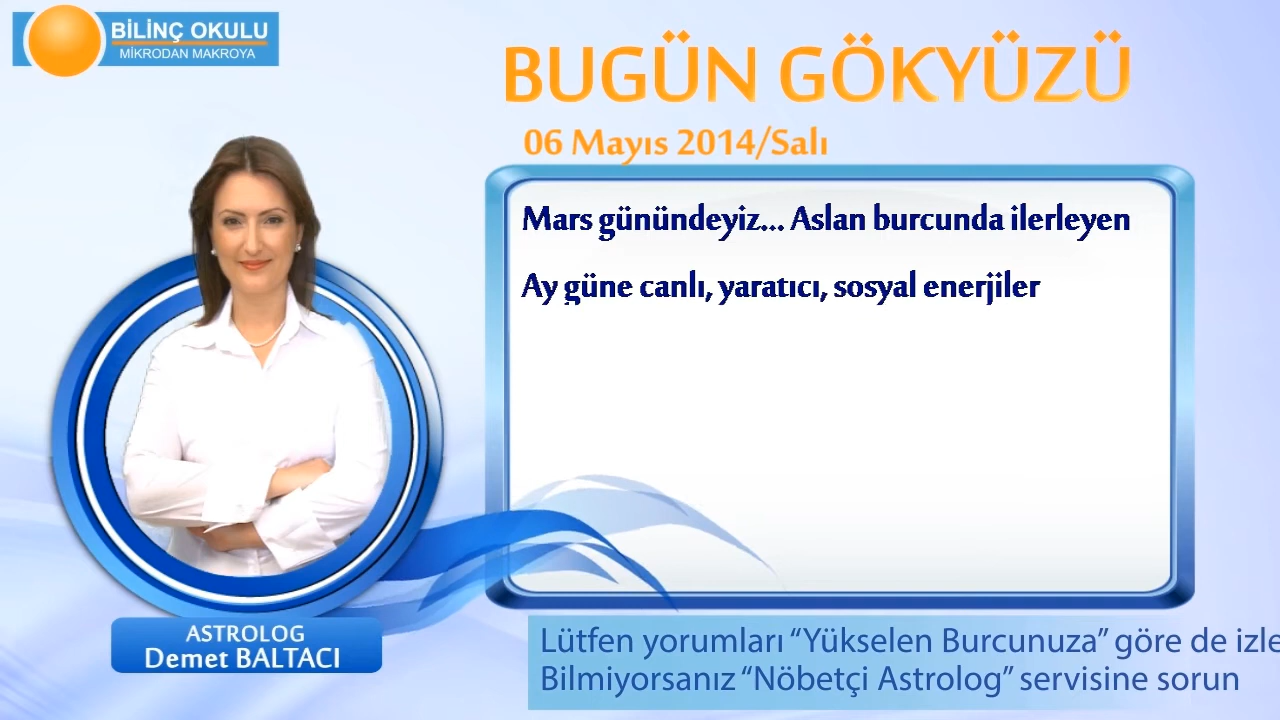 BİLİNÇ OKULU
MİKRODAN MAKROYA
BUGÜN GÖKYÜZÜ
06 Mayıs 2014/Salı
Mars günündeyiz... Aslan burcunda ilerleyen
Ay güne canlı, yaratıcı, sosyal enerjiler
ASTROLOG
Demet BALTACI
Lütfen yorumları “Yükselen Burcunuza” göre de izle
Bilmiyorsanız “Nöbetçi Astrolog” servisine sorun